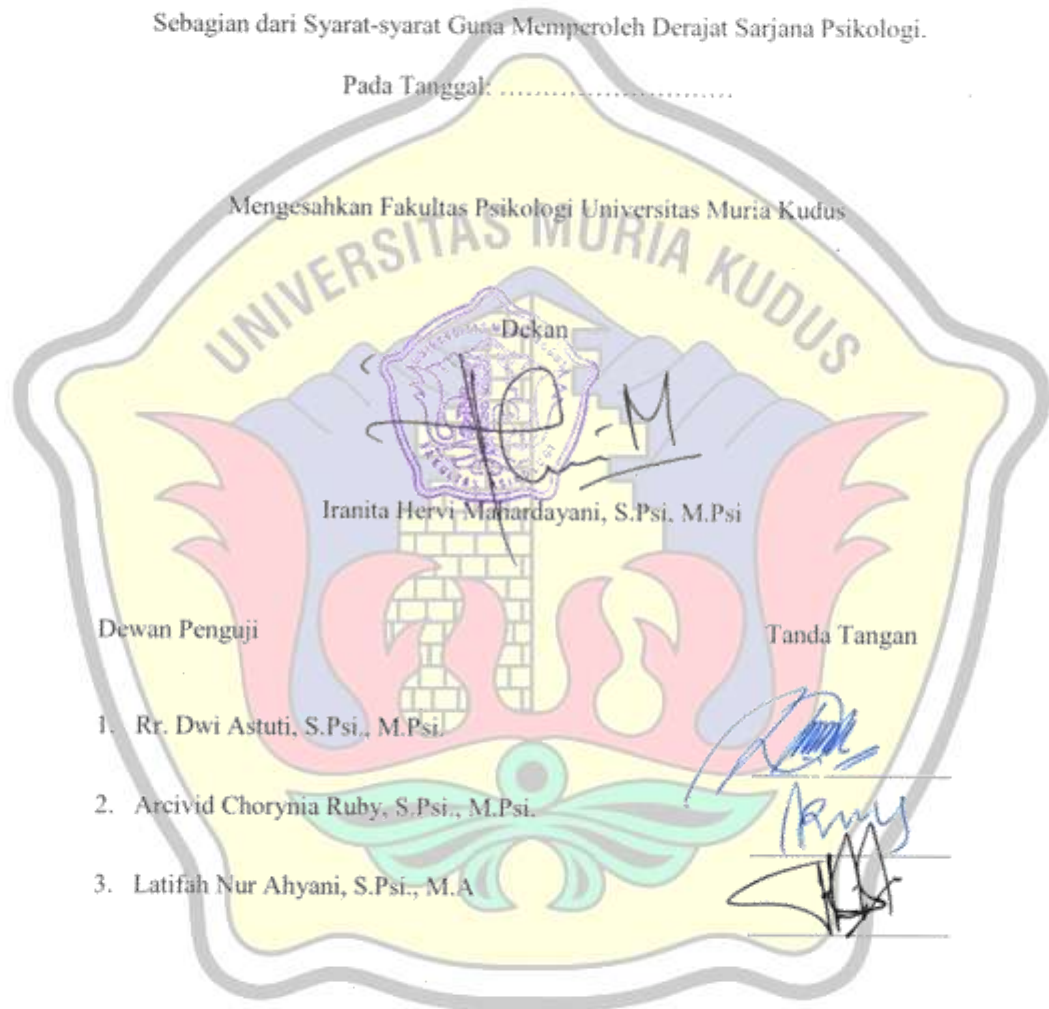 Sebagian dari Syarat-syarat Guna Memperoleh Derajat Sarjana Psikologi.
Pada Tanggal: ............................
Mengesahkan Fakultas Psikologi Universitas Muria Kudus
UNIVERSITAS MURIA KUDUS
Dekan
Iranita Hervi Mahardayani, S.Psi. M.Psi
Dewan Penguji Tanda Tangan
1. Rr. Dwi Astuti, S.Psi., M.Psi.
2. Arcivid Chorynia Ruby, S.Psi., M.Psi.
3. Latifah Nur Ahyani, S.Psi., M.A